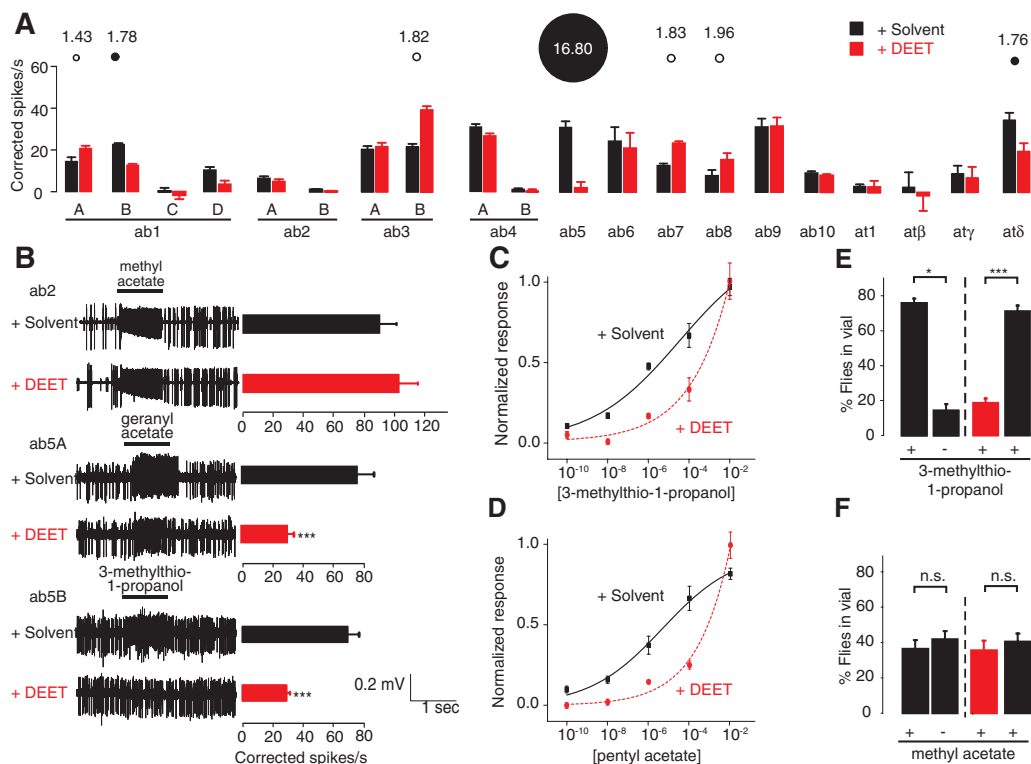 A
1.43
1.78
1.82
16.80
1.83
1.96
1.76
+ Solvent
+ DEET
Corrected spikes/s
60
40
20
0
A B C D A B A B A B
ab1 ab2 ab3 ab4 ab5 ab6 ab7 ab8 ab9 ab10 at1 atβ atγ atδ
B
ab2
methyl
acetate
+ Solvent
+ DEET
0 20 40 60 80 100 120
ab5A
geranyl
acetate
+ Solvent
+ DEET
***
0 20 40 60 80
ab5B
3-methylthio-
1-propanol
+ Solvent
+ DEET
***
0 20 40 60 80
Corrected spikes/s
0.2 mV
1 sec
C
Normalized response
1.0
0.5
0.0
+ Solvent
+ DEET
10-10 10-8 10-6 10-4 10-2
[3-methylthio-1-propanol]
D
Normalized response
1.0
0.5
0.0
+ Solvent
+ DEET
10-10 10-8 10-6 10-4 10-2
[pentyl acetate]
E
% Flies in vial
80
60
40
20
0
* ***
+ - + +
3-methylthio-
1-propanol
F
% Flies in vial
80
60
40
20
0
n.s. n.s.
+ - + +
methyl acetate